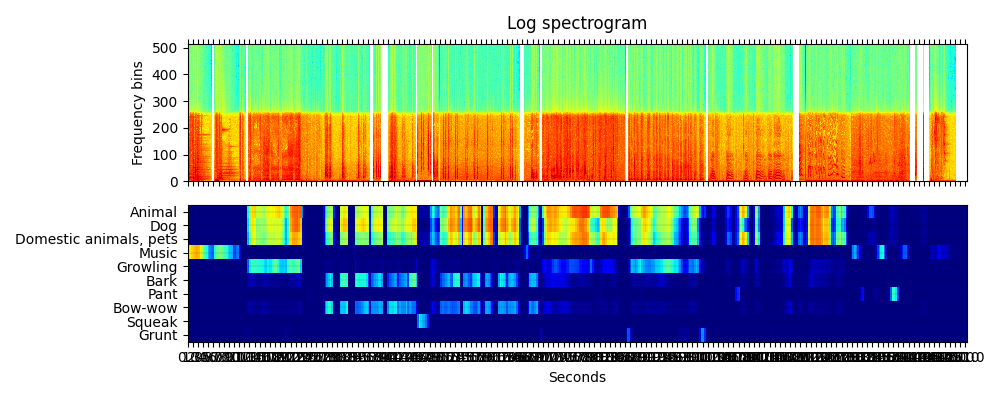 Log spectrogram
500
400
300
200
100
0
Frequency bins
Animal
Dog
Domestic animals, pets
Music
Growling
Bark
Pant
Bow-wow
Squeak
Grunt
Seconds